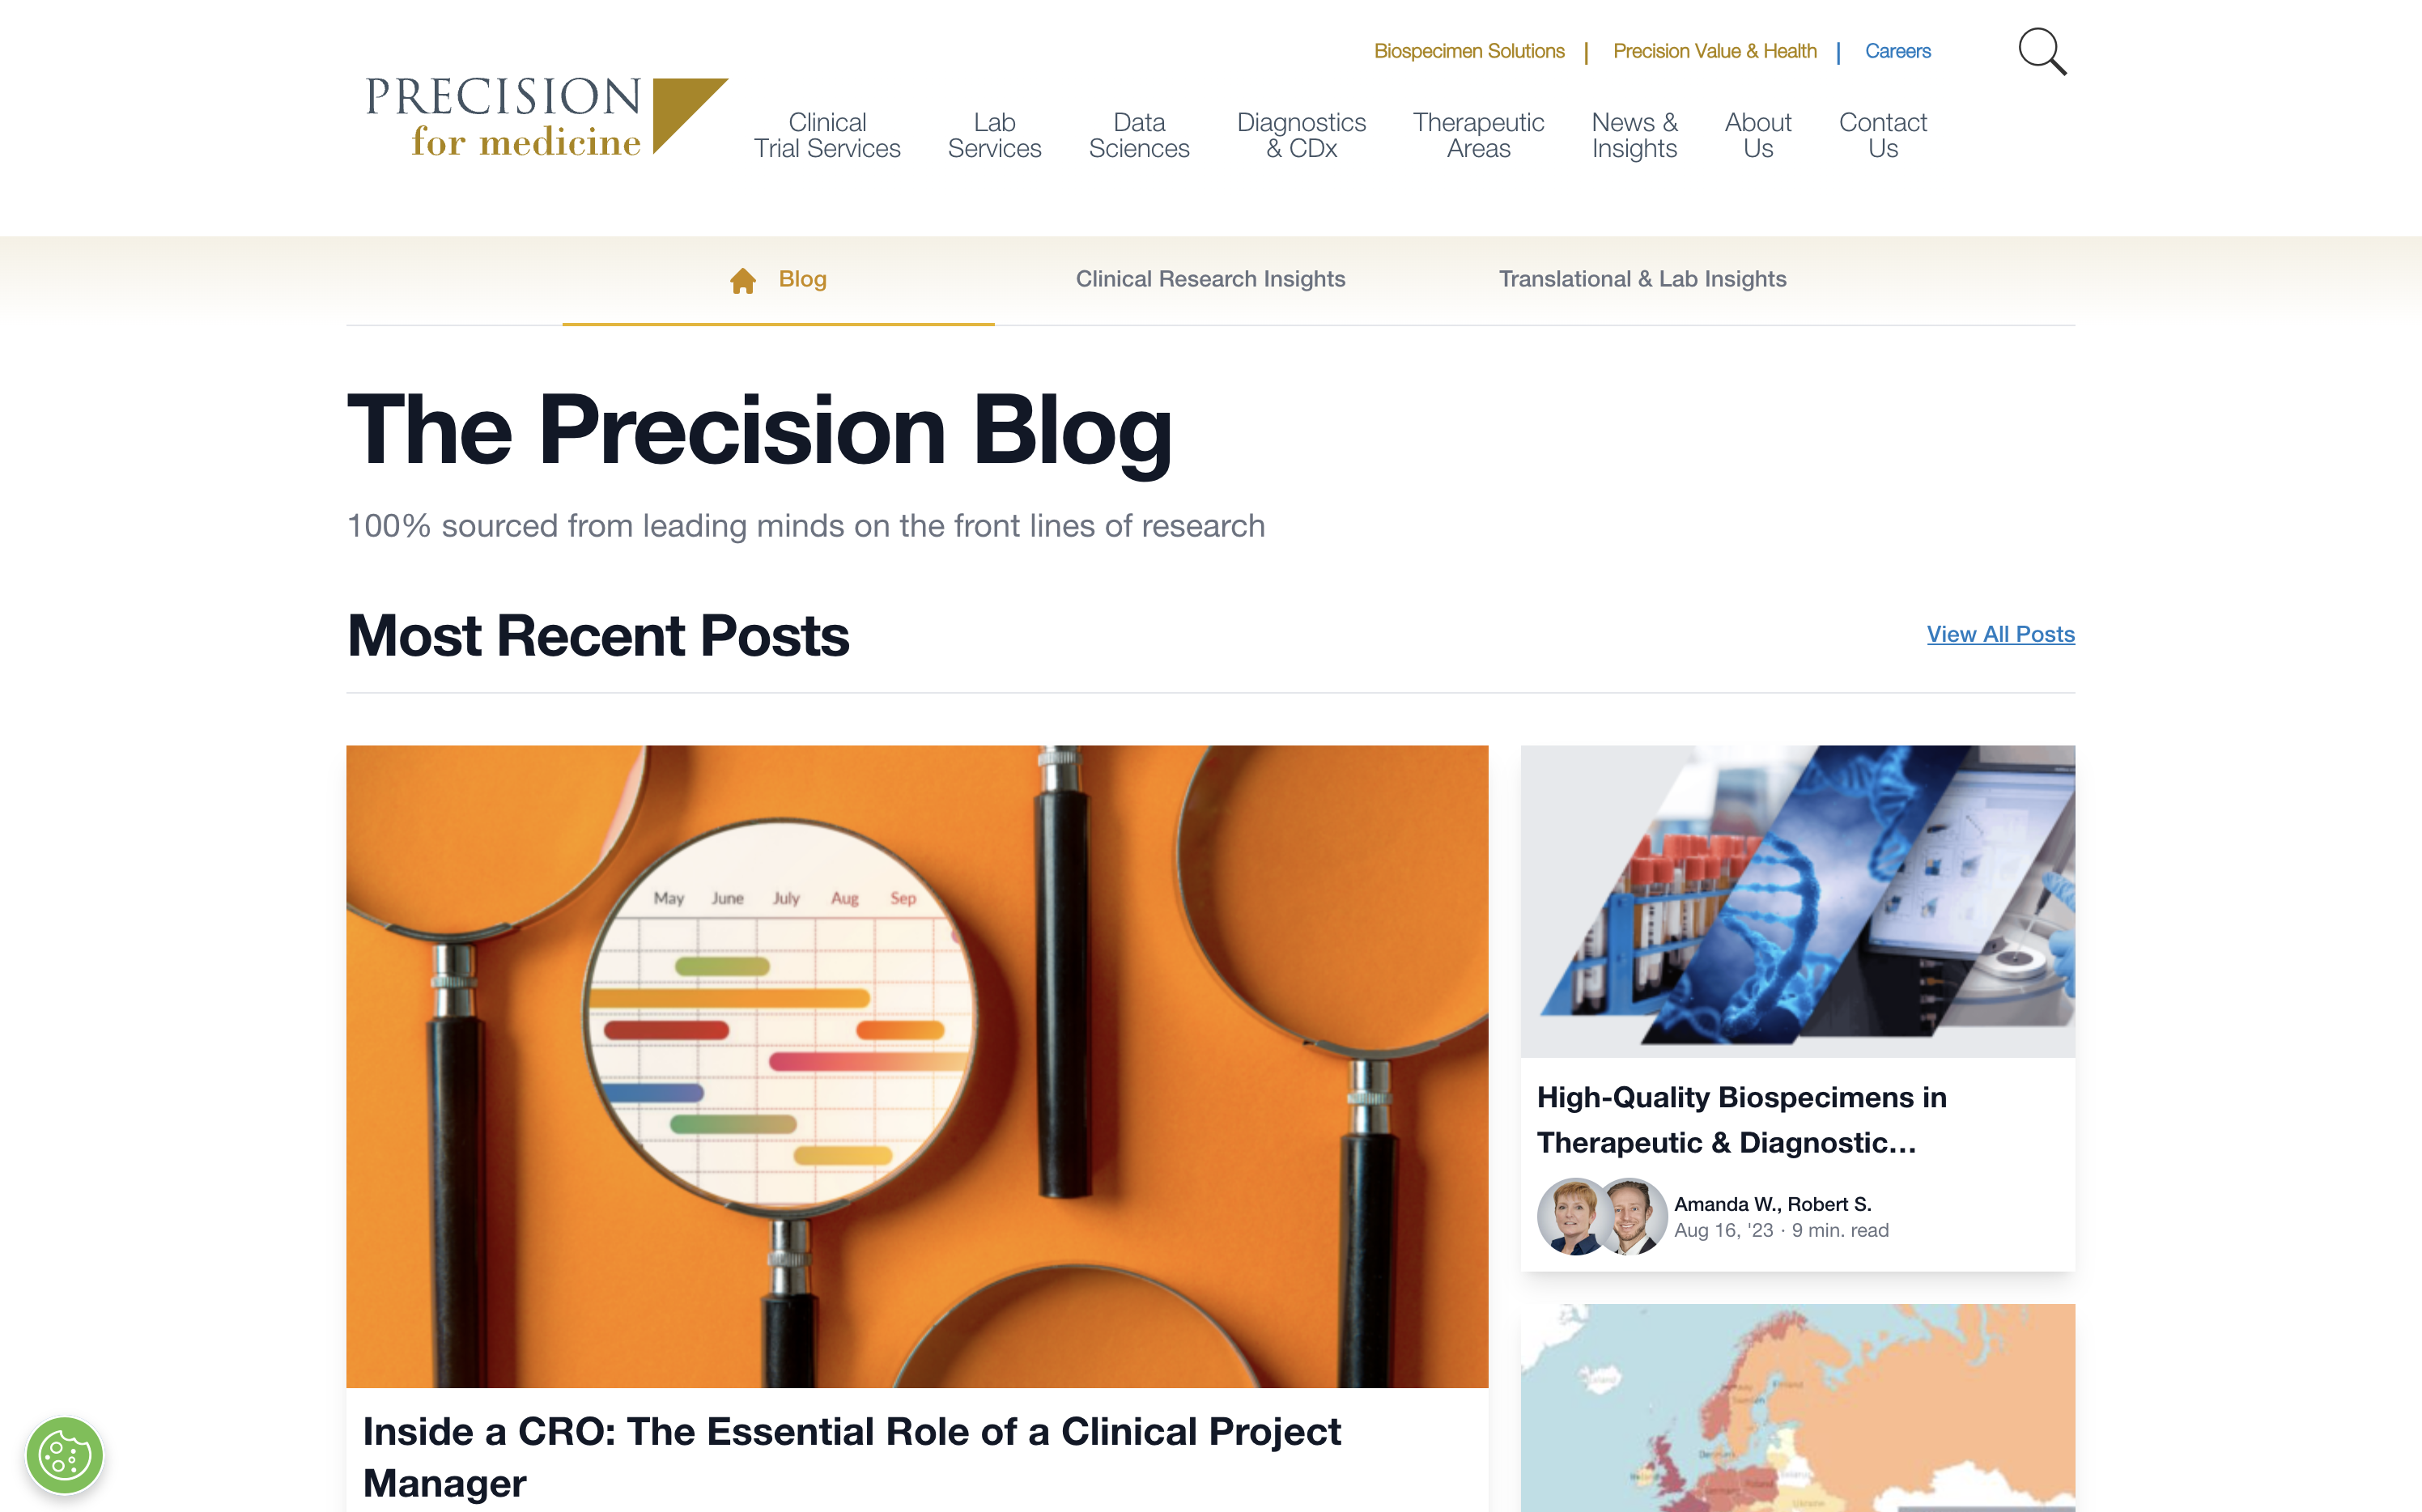 Biospecimen Solutions | Precision Value & Health | Careers
PRECISION
for medicine
Clinical
Trial Services
Lab
Services
Data
Sciences
Diagnostics
& CDx
Therapeutic
Areas
News &
Insights
About
Us
Contact
Us
Blog
Clinical Research Insights
Translational & Lab Insights
The Precision Blog
100% sourced from leading minds on the front lines of research
Most Recent Posts
View All Posts
May June July Aug Sep
Inside a CRO: The Essential Role of a Clinical Project
Manager
High-Quality Biospecimens in
Therapeutic & Diagnostic...
Amanda W., Robert S.
Aug 16, '23 · 9 min. read
Finland
Sweden
Poland
Ukraine